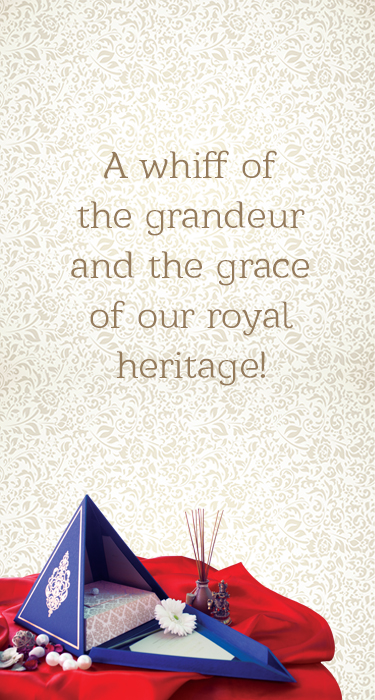 A whiff of
the grandeur
and the grace
of our royal
heritage!